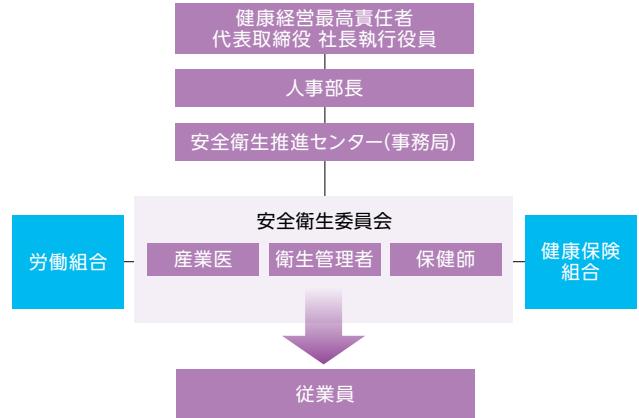 健康経営最高責任者
代表取締役 社長執行役員
人事部長
安全衛生推進センター(事務局)
安全衛生委員会
労働組合
産業医
衛生管理者
保健師
健康保険
組合
従業員